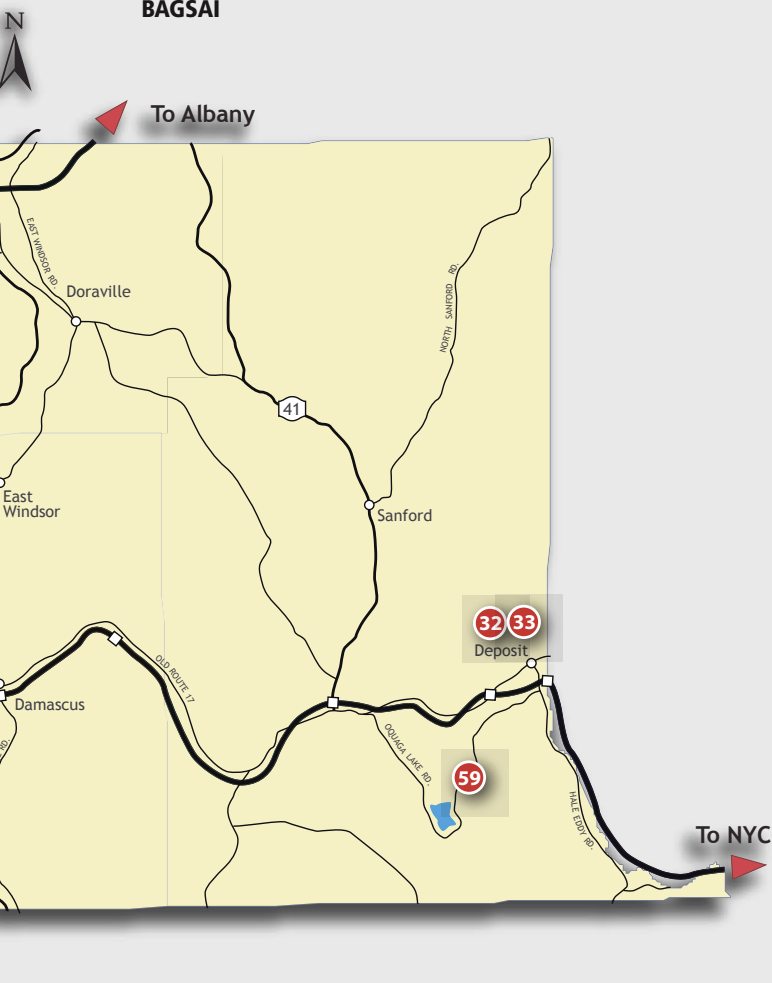 BAGSAI
N
To Albany
EAST WINDSOR RD.
Doraville
NORTH SANFORD RD.
41
East
Windsor
Sanford
32
33
Deposit
OLD ROUTE 17
Damascus
RD.
OQUAGA LAKE RD.
59
HALE EDDY RD.
To NYC